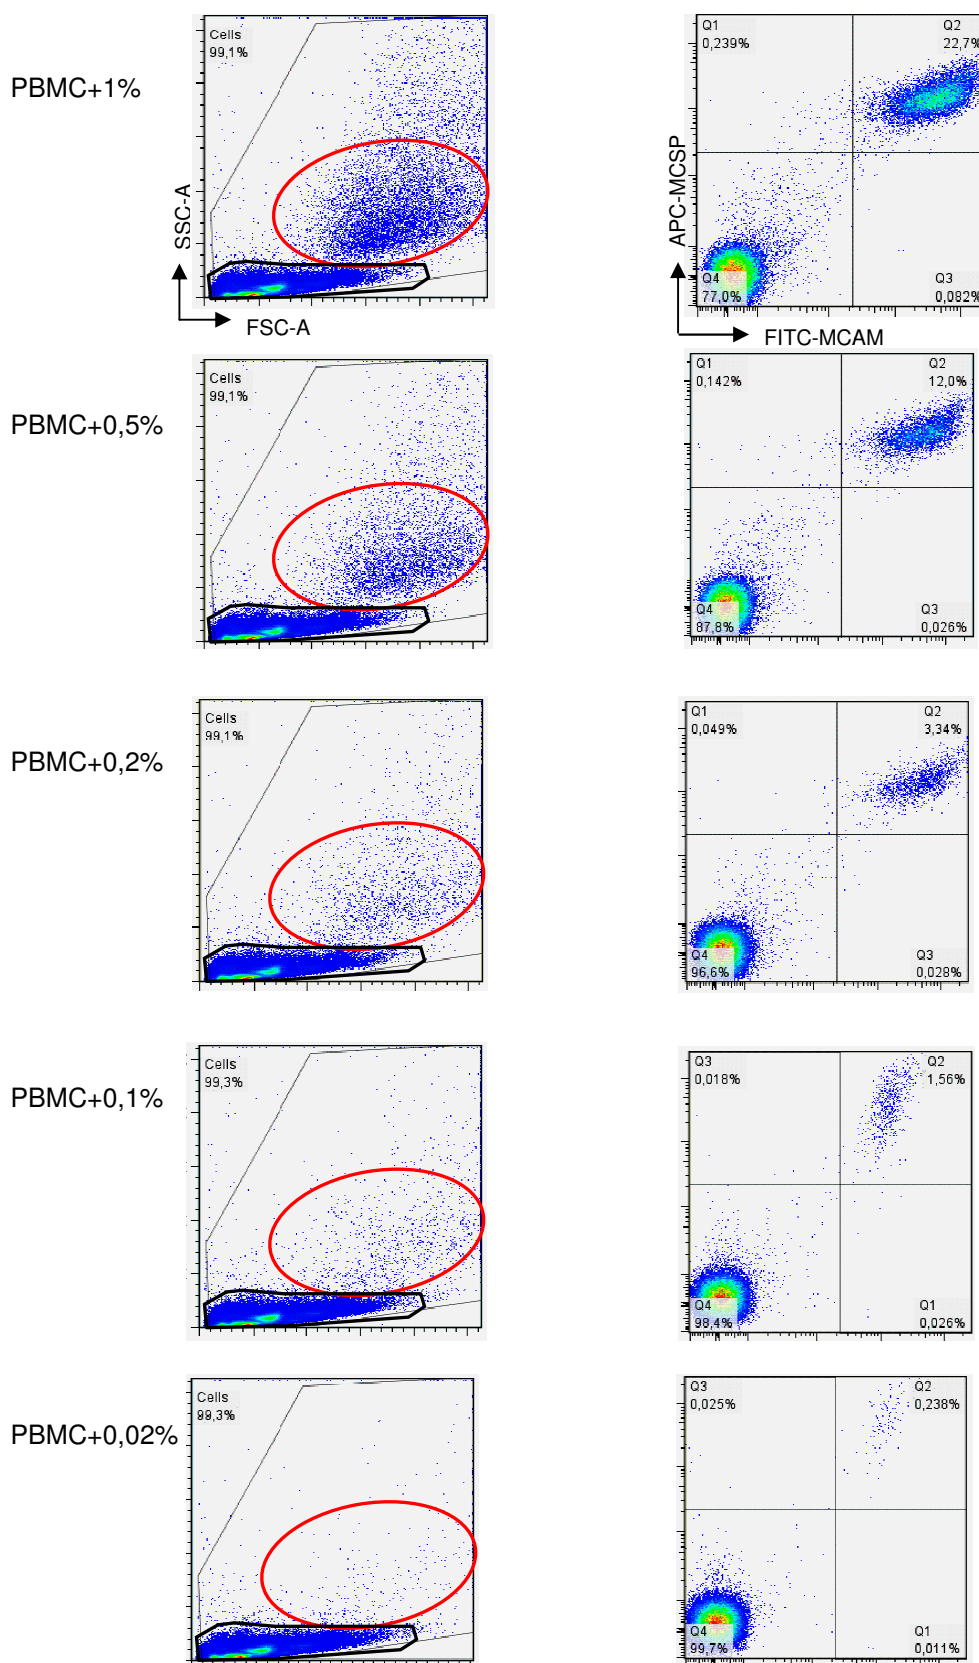 PBMC+1%
Cells
99,1%
SSC-A
FSC-A
Q1
0,239%
Q2
22,7%
APC-MCSP
Q4
77,0%
Q3
0,082%
FITC-MCAM
PBMC+0,5%
Cells
99,1%
Q1
0,142%
Q2
12,0%
Q4
87,8%
Q3
0,026%
PBMC+0,2%
Cells
99,1%
Q1
0,049%
Q2
3,34%
Q4
96,6%
Q3
0,028%
PBMC+0,1%
Cells
99,3%
Q3
0,018%
Q2
1,56%
Q4
98,4%
Q1
0,026%
PBMC+0,02%
Cells
99,3%
Q3
0,025%
Q2
0,238%
Q4
99,7%
Q1
0,011%